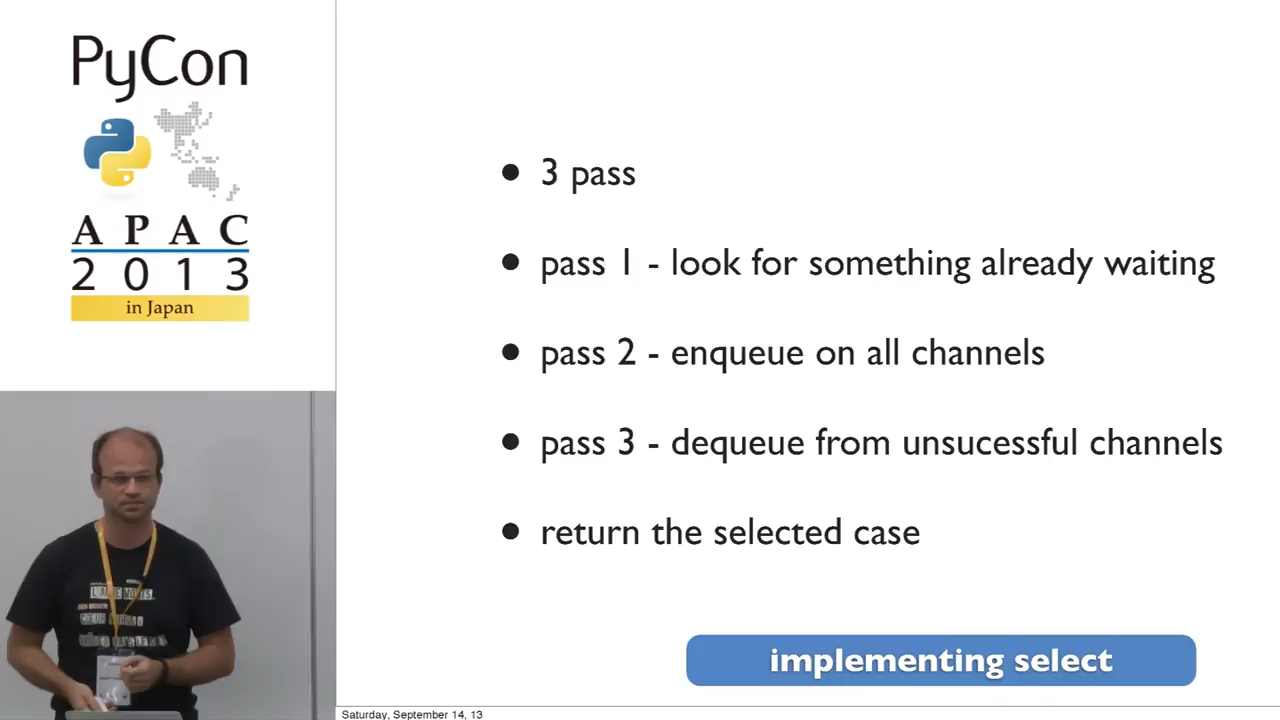 PyCon
APAC
2013
in Japan
• 3 pass
• pass 1 - look for something already waiting
• pass 2 - enqueue on all channels
• pass 3 - dequeue from unsucessful channels
• return the selected case
implementing select
Saturday, September 14, 13